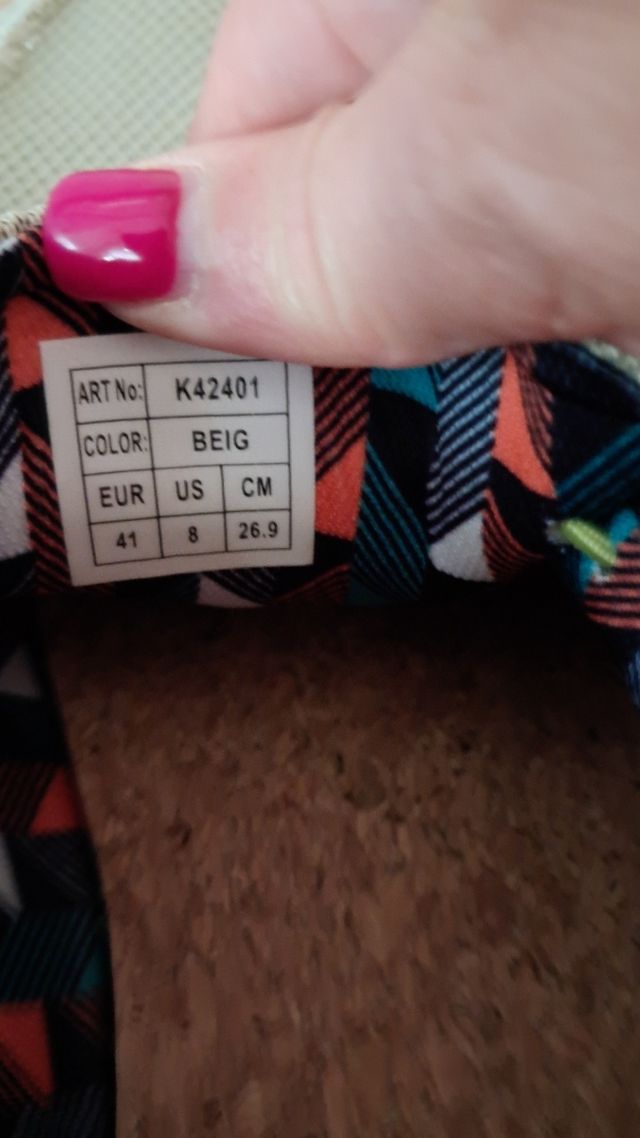 ART No: K42401
COLOR: BEIG
EUR US CM
41 8 26.9